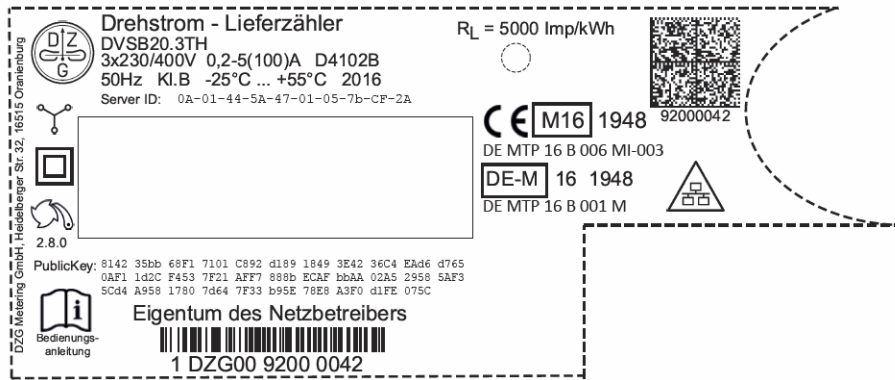 DZG Metering GmbH, Heidelberger Str. 32, 16515 Oranienburg
D Z
G
Drehstrom - Lieferzähler
DVSB20.3TH
3x230/400V 0,2-5(100)A D4102B
50Hz Kl.B -25°C ... +55°C 2016
Server ID: 0A-01-44-5A-47-01-05-7b-CF-2A
RL = 5000 Imp/kWh
92000042
CE M16 1948
DE MTP 16 B 006 MI-003
DE-M 16 1948
DE MTP 16 B 001 M
2.8.0
PublicKey: 8142 35bb 68F1 7101 C892 d189 1849 3E42 36C4 EAd6 d765
0AF1 1d2C F453 7F21 AFF7 888b ECAF bbAA 02A5 2958 5AF3
5Cd4 A958 1780 7d64 7F33 b95E 78E8 A3F0 d1FE 075C
i
Bedienungs-
anleitung
Eigentum des Netzbetreibers
1 DZG00 9200 0042